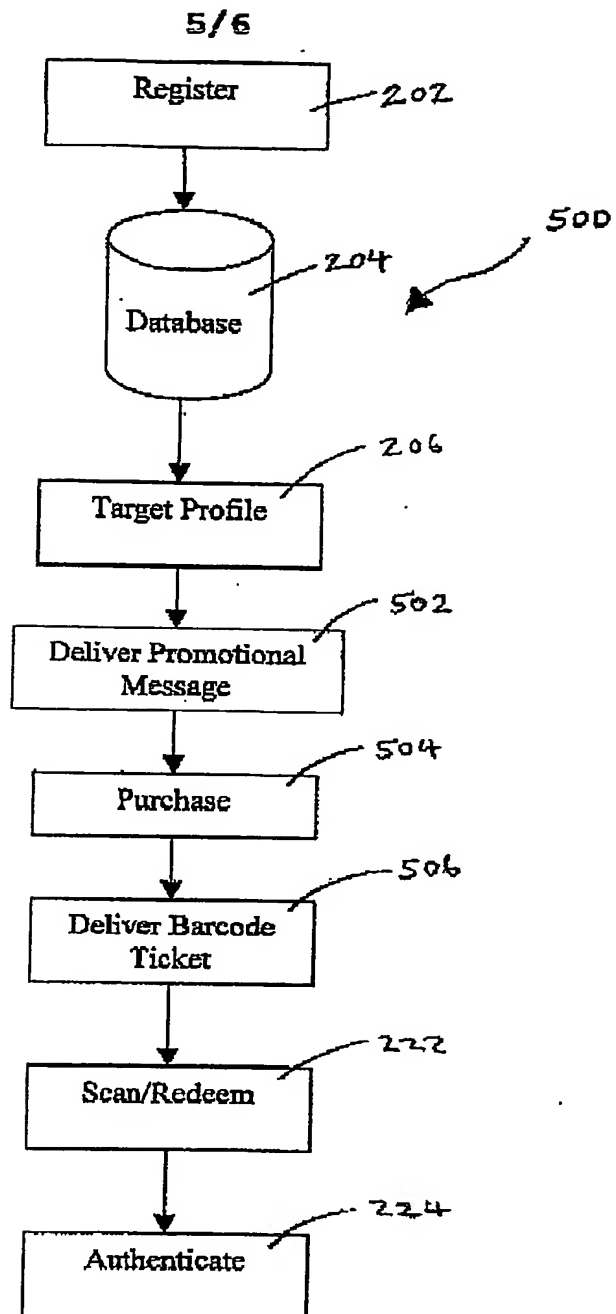 5/6
Register
202
500
204
Database
206
Target Profile
502
Deliver Promotional
Message
504
Purchase
506
Deliver Barcode
Ticket
222
Scan/Redeem
224
Authenticate